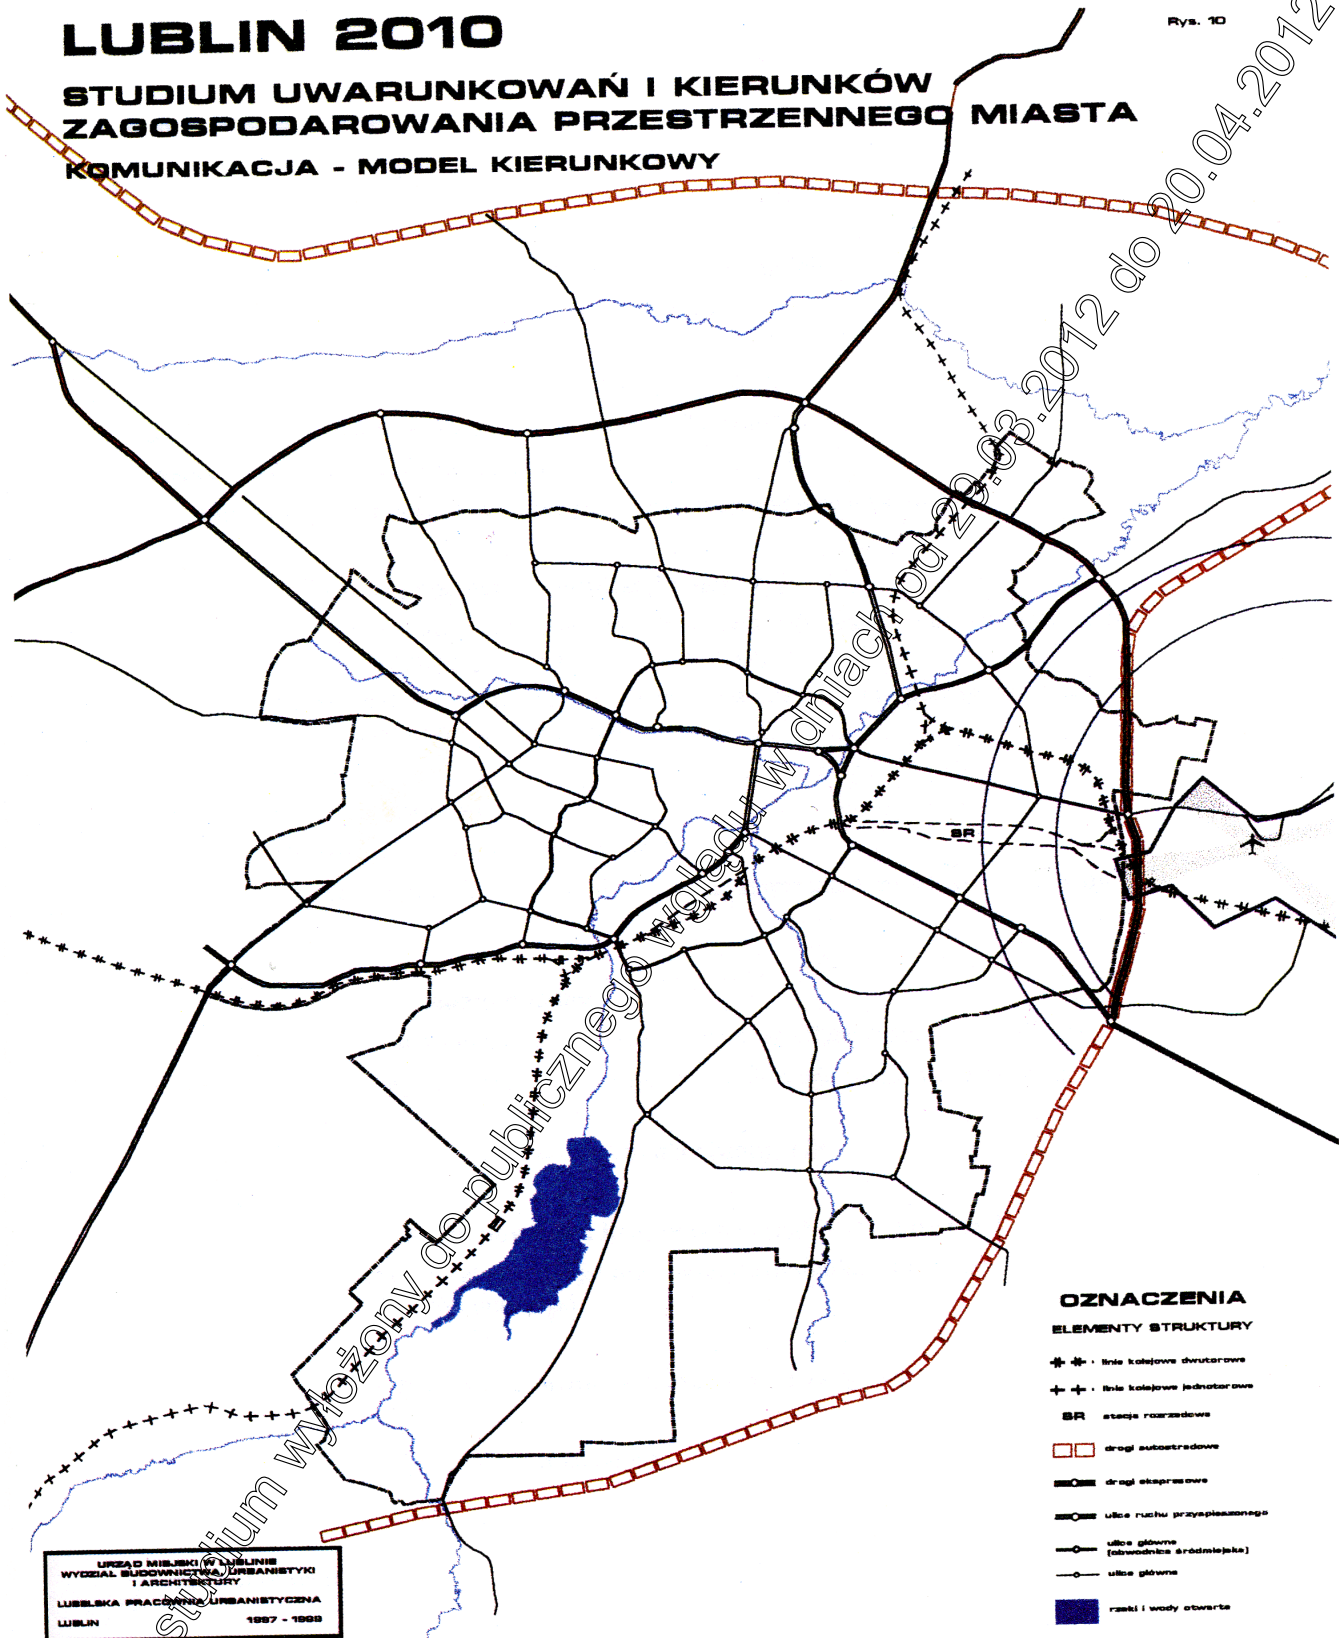 LUBLIN 2010
Rys. 10
STUDIUM UWARUNKOWAŃ I KIERUNKÓW
ZAGOSPODAROWANIA PRZESTRZENNEGO MIASTA
KOMUNIKACJA - MODEL KIERUNKOWY
studium wyłożony do publicznego wglądu w dniach od 29.03.2012 do 20.04.2012
SR
OZNACZENIA
ELEMENTY STRUKTURY
linie kolejowe dwutorowe
linie kolejowe jednotorowe
SR stacja rozrządowa
drogi autostradowe
drogi ekspresowe
ulice ruchu przyspieszonego
ulice główne
(obwodnica śródmiejska)
ulice główne
rzeki i wody otwarte
URZĄD MIEJSKI W LUBLINIE
WYDZIAŁ BUDOWNICTWA, URBANISTYKI
I ARCHITEKTURY
LUBELSKA PRACOWNIA URBANISTYCZNA
LUBLIN 1997 - 1999